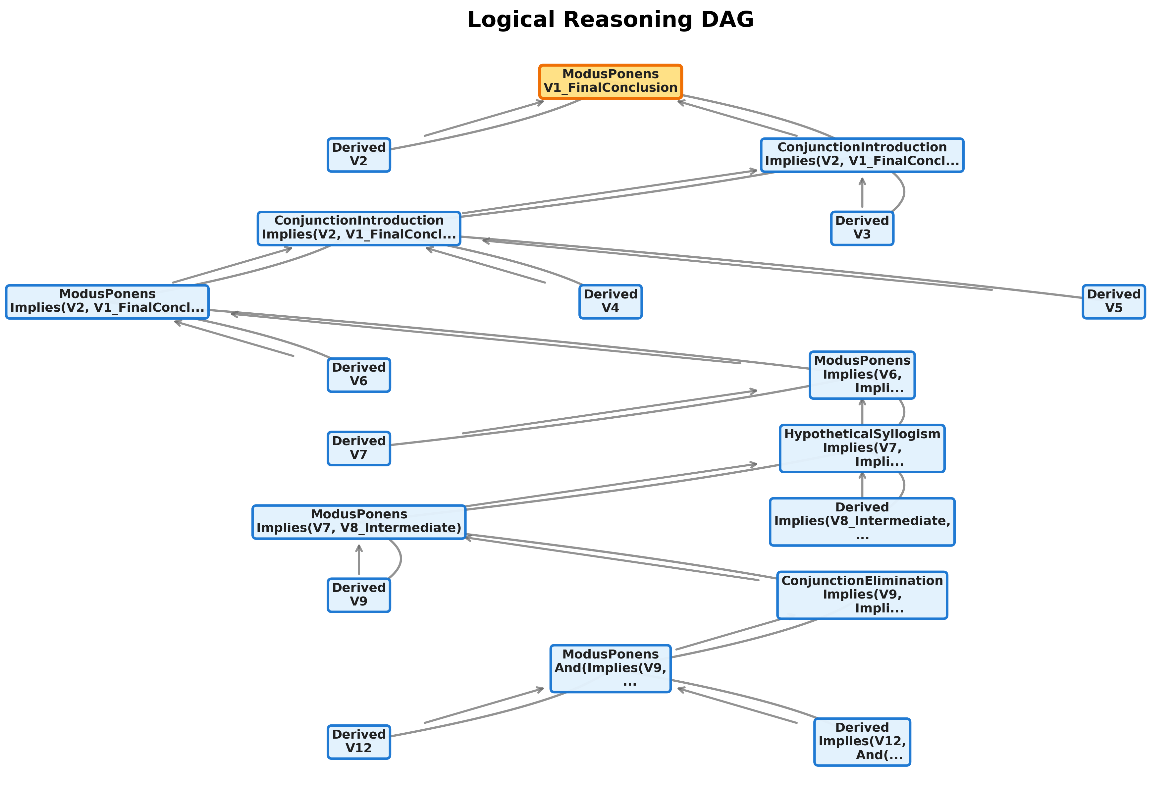 Logical Reasoning DAG
ModusPonens
V1_FinalConclusion
Derived
V2
ConjunctionIntroduction
Implies(V2, V1_FinalConcl...
ConjunctionIntroduction
Implies(V2, V1_FinalConcl...
Derived
V3
ModusPonens
Implies(V2, V1_FinalConcl...
Derived
V4
Derived
V5
Derived
V6
ModusPonens
Implies(V6,
Impli...
Derived
V7
HypotheticalSyllogism
Implies(V7,
Impli...
ModusPonens
Implies(V7, V8_Intermediate)
Derived
Implies(V8_Intermediate,
...
Derived
V9
ConjunctionElimination
Implies(V9,
Impli...
ModusPonens
And(Implies(V9,
...
Derived
V12
Derived
Implies(V12,
And(...